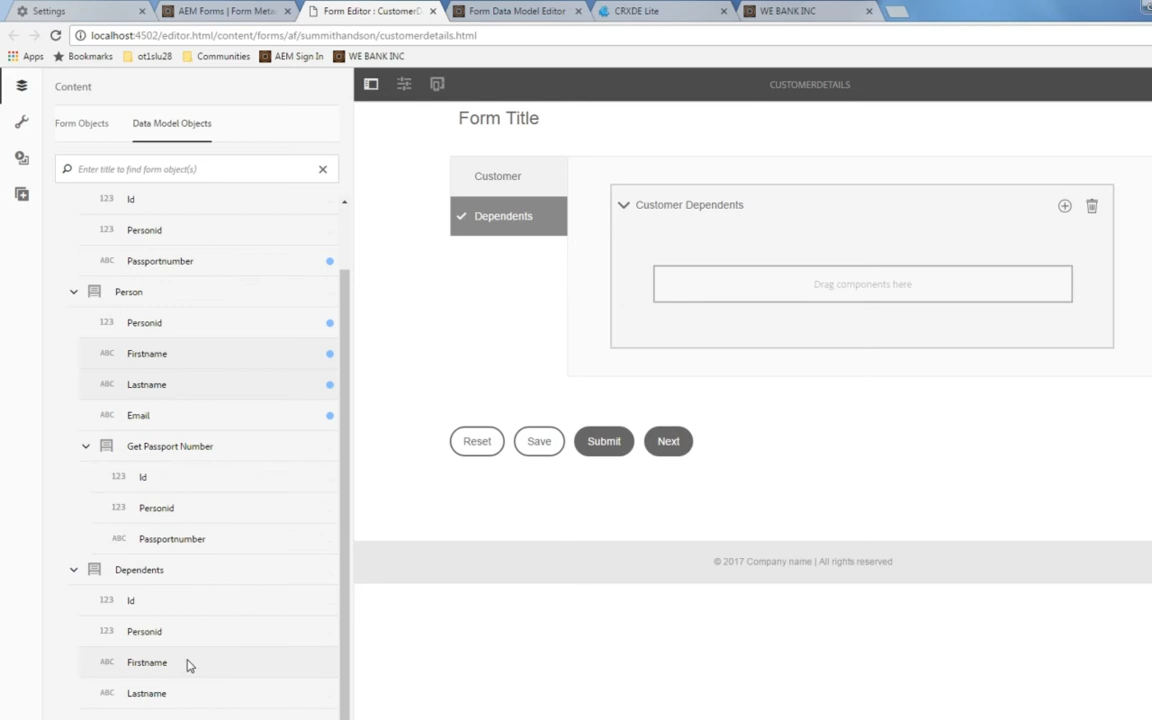 Settings
AEM Forms | Form Meta
Form Editor : CustomerD
Form Data Model Editor
CRXDE Lite
WE BANK INC
localhost:4502/editor.html/content/forms/af/summithandson/customerdetails.html
Apps
Bookmarks
ot1slu28
Communities
AEM Sign In
WE BANK INC
Content
CUSTOMERDETAILS
Form Objects
Data Model Objects
Enter title to find form object(s)
123 Id
123 Personid
ABC Passportnumber
Person
123 Personid
ABC Firstname
ABC Lastname
ABC Email
Get Passport Number
123 Id
123 Personid
ABC Passportnumber
Dependents
123 Id
123 Personid
ABC Firstname
ABC Lastname
Form Title
Customer
Dependents
Customer Dependents
Drag components here
Reset
Save
Submit
Next
© 2017 Company name | All rights reserved